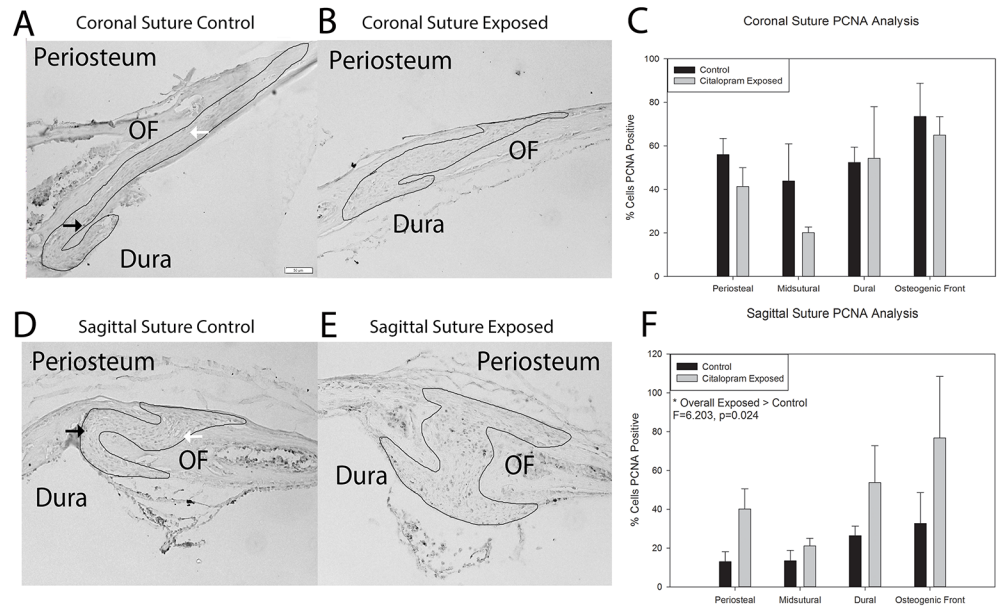 A
Coronal Suture Control
Periosteum
OF
Dura
50 µm
B
Coronal Suture Exposed
Periosteum
OF
Dura
C
Coronal Suture PCNA Analysis
Control
Citalopram Exposed
% Cells PCNA Positive
100
80
60
40
20
0
Periosteal Midsutural Dural Osteogenic Front
D
Sagittal Suture Control
Periosteum
OF
Dura
E
Sagittal Suture Exposed
Periosteum
OF
Dura
F
Sagittal Suture PCNA Analysis
Control
Citalopram Exposed
* Overall Exposed > Control
F=6.203, p=0.024
% Cells PCNA Positive
120
100
80
60
40
20
0
Periosteal Midsutural Dural Osteogenic Front